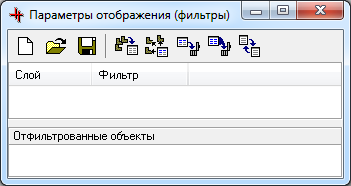 Параметры отображения (фильтры)
Слой Фильтр
Отфильтрованные объекты